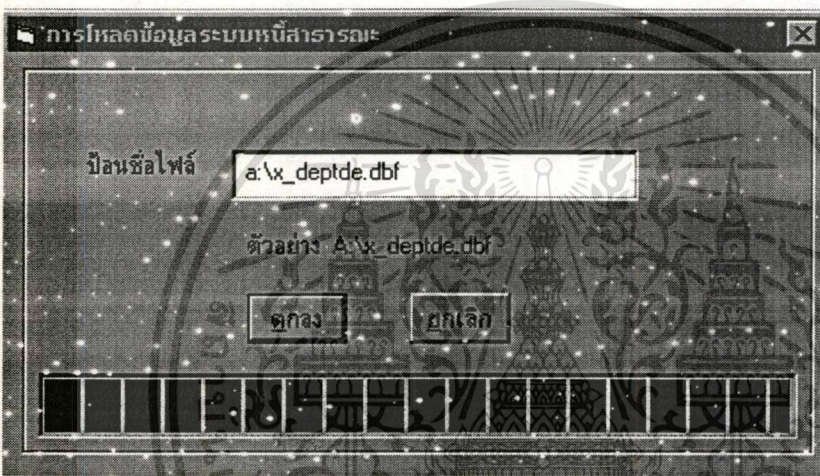 การโหลดข้อมูลระบบหนี้สาธารณะ
ป้อนชื่อไฟล์
a:\x_deptde.dbf
ตัวอย่าง A:\x_deptde.dbf
ตกลง
ยกเลิก